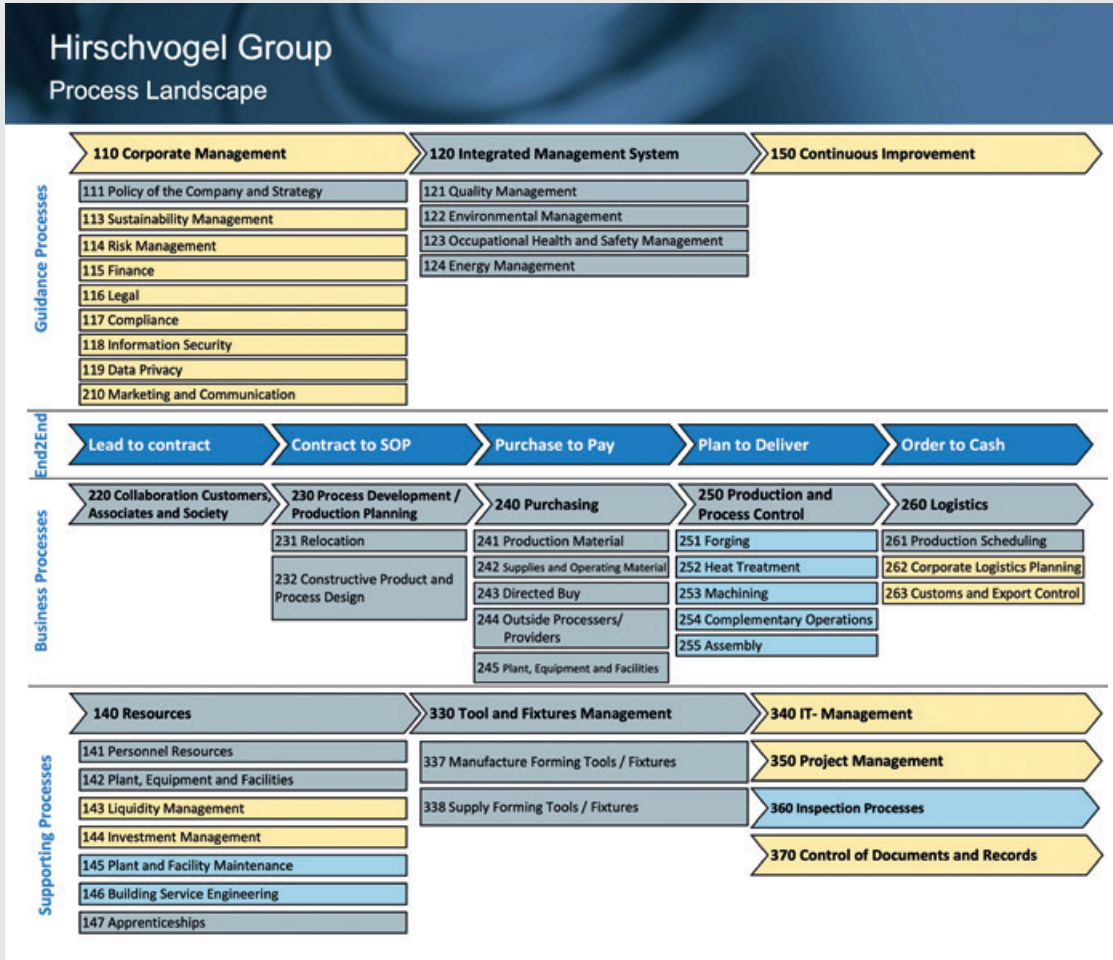 Hirschvogel Group
Process Landscape
Guidance Processes
110 Corporate Management
111 Policy of the Company and Strategy
113 Sustainability Management
114 Risk Management
115 Finance
116 Legal
117 Compliance
118 Information Security
119 Data Privacy
210 Marketing and Communication
120 Integrated Management System
121 Quality Management
122 Environmental Management
123 Occupational Health and Safety Management
124 Energy Management
150 Continuous Improvement
End2End
Lead to contract
Contract to SOP
Purchase to Pay
Plan to Deliver
Order to Cash
Business Processes
220 Collaboration Customers,
Associates and Society
230 Process Development /
Production Planning
231 Relocation
232 Constructive Product and
Process Design
240 Purchasing
241 Production Material
242 Supplies and Operating Material
243 Directed Buy
244 Outside Processers/
Providers
245 Plant, Equipment and Facilities
250 Production and
Process Control
251 Forging
252 Heat Treatment
253 Machining
254 Complementary Operations
255 Assembly
260 Logistics
261 Production Scheduling
262 Corporate Logistics Planning
263 Customs and Export Control
Supporting Processes
140 Resources
141 Personnel Resources
142 Plant, Equipment and Facilities
143 Liquidity Management
144 Investment Management
145 Plant and Facility Maintenance
146 Building Service Engineering
147 Apprenticeships
330 Tool and Fixtures Management
337 Manufacture Forming Tools / Fixtures
338 Supply Forming Tools / Fixtures
340 IT- Management
350 Project Management
360 Inspection Processes
370 Control of Documents and Records